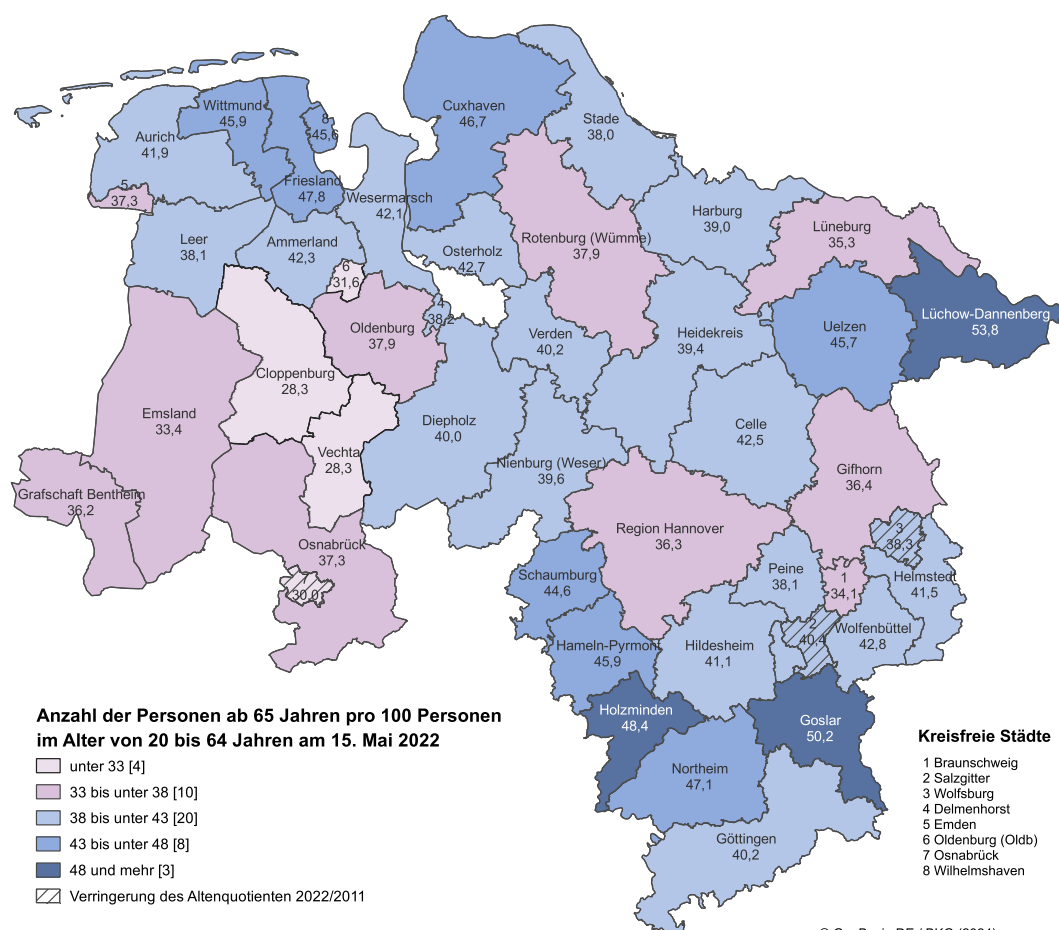 Wittmund
45,9
8
45,6
Cuxhaven
46,7
Stade
38,0
Aurich
41,9
5
37,3
Friesland
47,8
Wesermarsch
42,1
Harburg
39,0
Lüneburg
35,3
Leer
38,1
Ammerland
42,3
Osterholz
42,7
Rotenburg (Wümme)
37,9
6
31,6
4
38,2
Oldenburg
37,9
Verden
40,2
Heidekreis
39,4
Uelzen
45,7
Lüchow-Dannenberg
53,8
Cloppenburg
28,3
Emsland
33,4
Diepholz
40,0
Celle
42,5
Vechta
28,3
Nienburg (Weser)
39,6
Gifhorn
36,4
Grafschaft Bentheim
36,2
Region Hannover
36,3
3
38,3
Osnabrück
37,3
7
30,0
Schaumburg
44,6
Peine
38,1
1
34,1
Helmstedt
41,5
2
40,4
Wolfenbüttel
42,8
Hameln-Pyrmont
45,9
Hildesheim
41,1
Holzminden
48,4
Goslar
50,2
Northeim
47,1
Göttingen
40,2
Anzahl der Personen ab 65 Jahren pro 100 Personen
im Alter von 20 bis 64 Jahren am 15. Mai 2022
unter 33 [4]
33 bis unter 38 [10]
38 bis unter 43 [20]
43 bis unter 48 [8]
48 und mehr [3]
Verringerung des Altenquotienten 2022/2011
Kreisfreie Städte
1 Braunschweig
2 Salzgitter
3 Wolfsburg
4 Delmenhorst
5 Emden
6 Oldenburg (Oldb)
7 Osnabrück
8 Wilhelmshaven